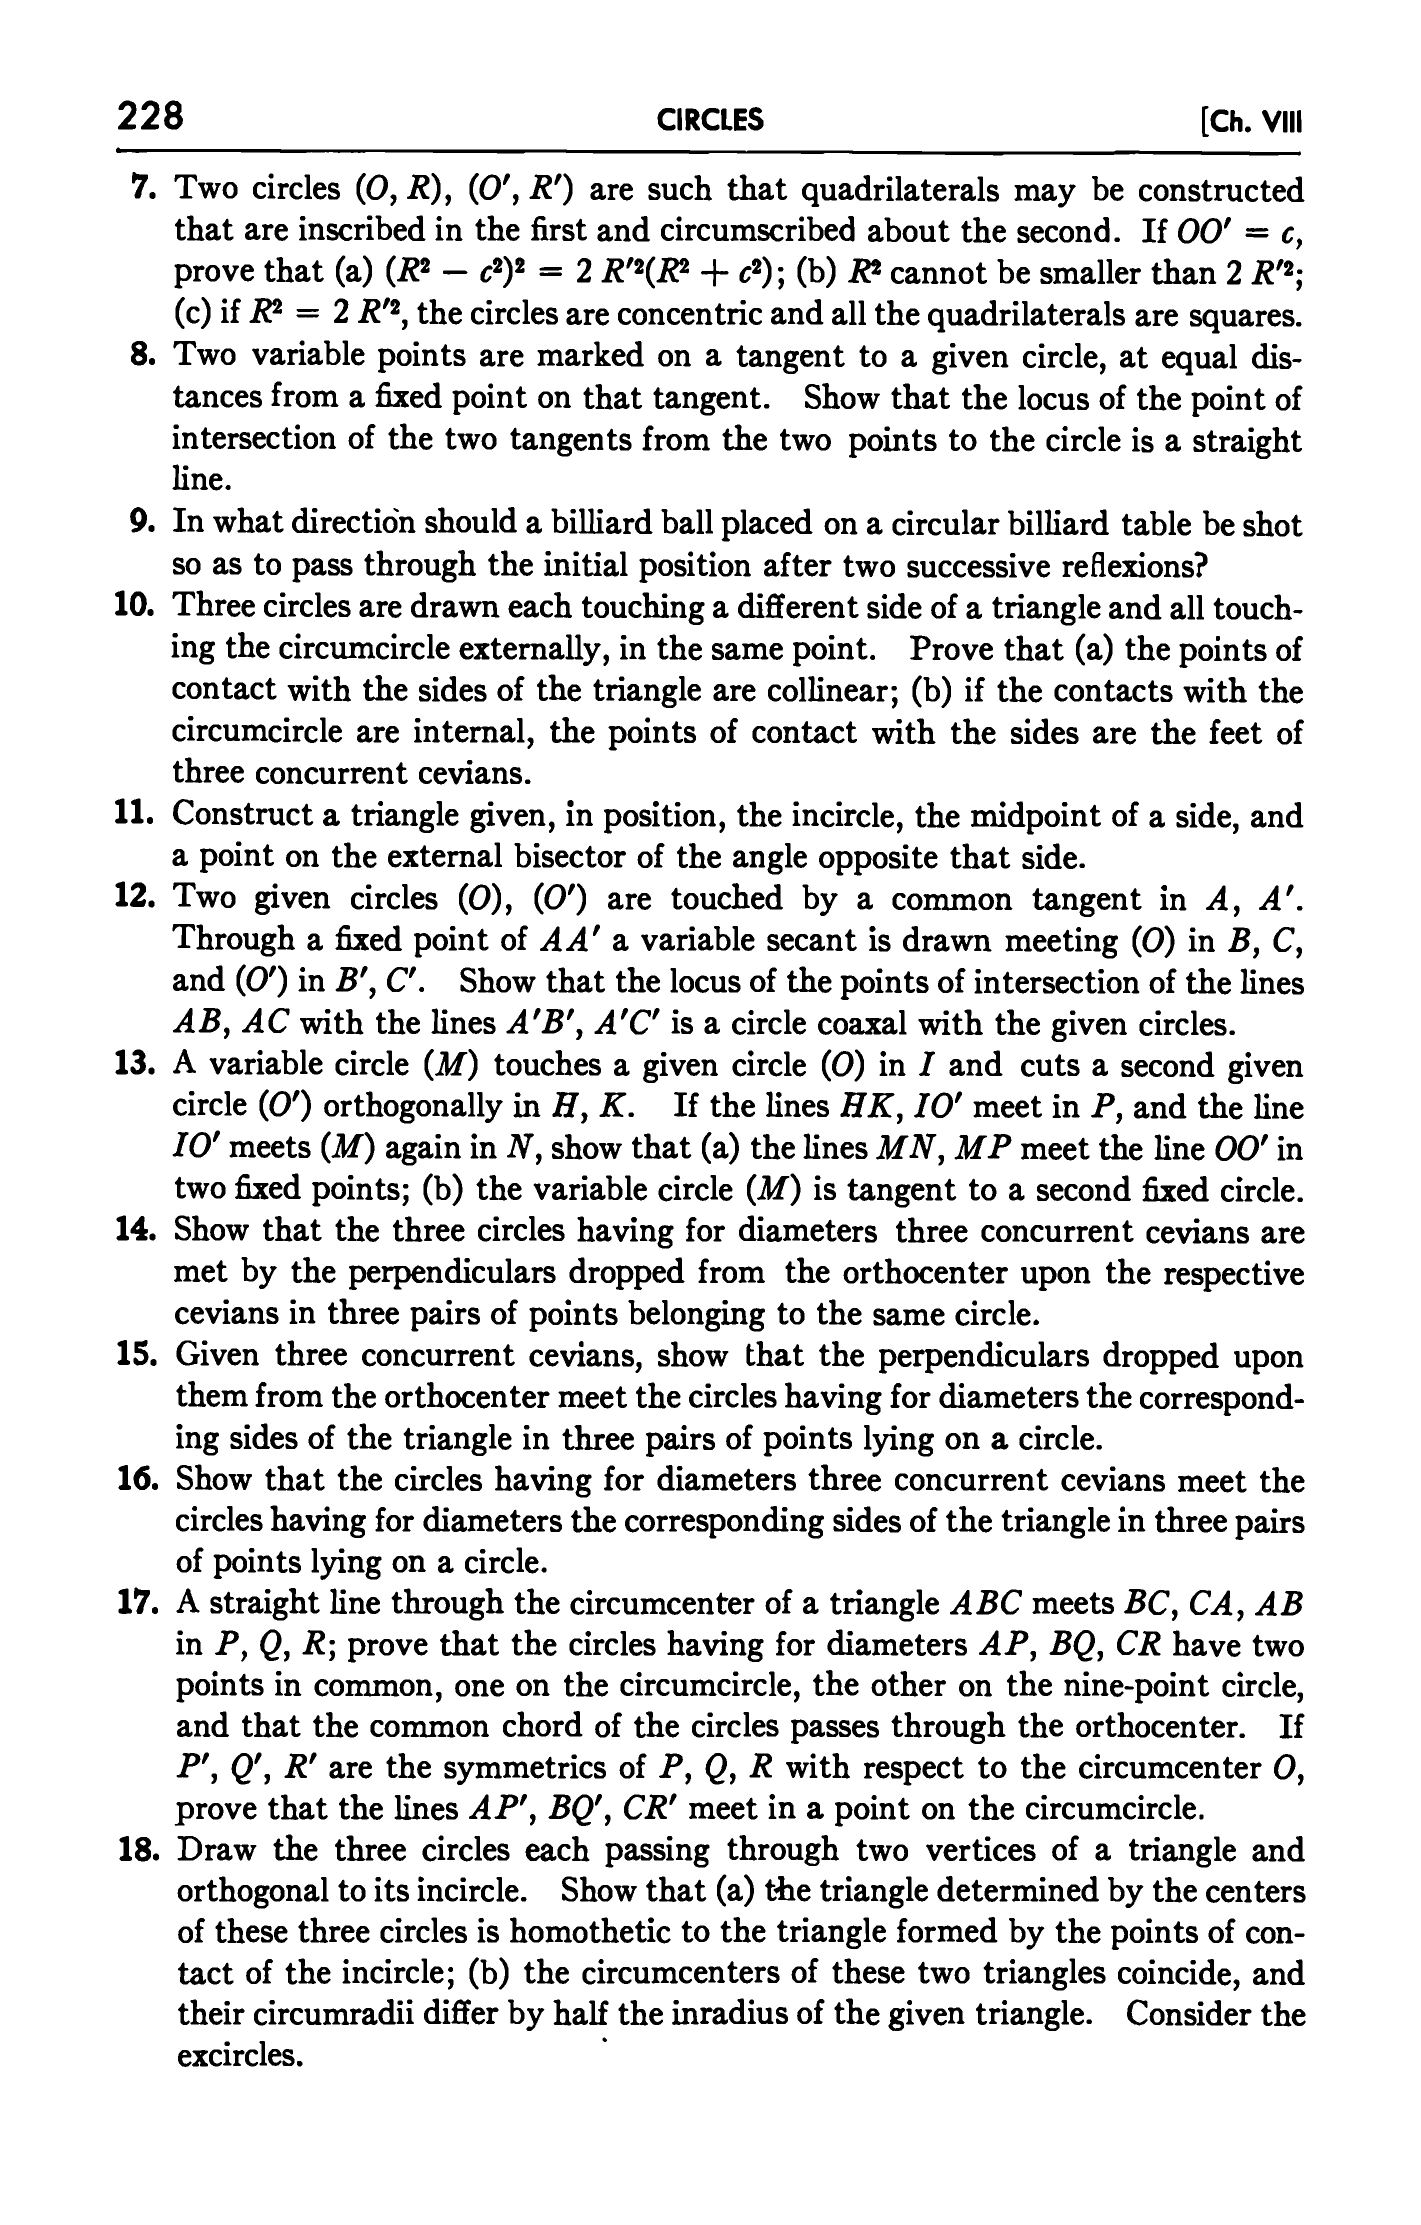 228 CIRCLES [Ch. VIII
7. Two circles (O, R), (O′, R′) are such that quadrilaterals may be constructed
that are inscribed in the first and circumscribed about the second. If OO′ = c,
prove that (a) (R² − c²)² = 2 R′²(R² + c²); (b) R² cannot be smaller than 2 R′²;
(c) if R² = 2 R′², the circles are concentric and all the quadrilaterals are squares.
8. Two variable points are marked on a tangent to a given circle, at equal dis-
tances from a fixed point on that tangent. Show that the locus of the point of
intersection of the two tangents from the two points to the circle is a straight
line.
9. In what direction should a billiard ball placed on a circular billiard table be shot
so as to pass through the initial position after two successive reflexions?
10. Three circles are drawn each touching a different side of a triangle and all touch-
ing the circumcircle externally, in the same point. Prove that (a) the points of
contact with the sides of the triangle are collinear; (b) if the contacts with the
circumcircle are internal, the points of contact with the sides are the feet of
three concurrent cevians.
11. Construct a triangle given, in position, the incircle, the midpoint of a side, and
a point on the external bisector of the angle opposite that side.
12. Two given circles (O), (O′) are touched by a common tangent in A, A′.
Through a fixed point of AA′ a variable secant is drawn meeting (O) in B, C,
and (O′) in B′, C′. Show that the locus of the points of intersection of the lines
AB, AC with the lines A′B′, A′C′ is a circle coaxal with the given circles.
13. A variable circle (M) touches a given circle (O) in I and cuts a second given
circle (O′) orthogonally in H, K. If the lines HK, IO′ meet in P, and the line
IO′ meets (M) again in N, show that (a) the lines MN, MP meet the line OO′ in
two fixed points; (b) the variable circle (M) is tangent to a second fixed circle.
14. Show that the three circles having for diameters three concurrent cevians are
met by the perpendiculars dropped from the orthocenter upon the respective
cevians in three pairs of points belonging to the same circle.
15. Given three concurrent cevians, show that the perpendiculars dropped upon
them from the orthocenter meet the circles having for diameters the correspond-
ing sides of the triangle in three pairs of points lying on a circle.
16. Show that the circles having for diameters three concurrent cevians meet the
circles having for diameters the corresponding sides of the triangle in three pairs
of points lying on a circle.
17. A straight line through the circumcenter of a triangle ABC meets BC, CA, AB
in P, Q, R; prove that the circles having for diameters AP, BQ, CR have two
points in common, one on the circumcircle, the other on the nine-point circle,
and that the common chord of the circles passes through the orthocenter. If
P′, Q′, R′ are the symmetrics of P, Q, R with respect to the circumcenter O,
prove that the lines AP′, BQ′, CR′ meet in a point on the circumcircle.
18. Draw the three circles each passing through two vertices of a triangle and
orthogonal to its incircle. Show that (a) the triangle determined by the centers
of these three circles is homothetic to the triangle formed by the points of con-
tact of the incircle; (b) the circumcenters of these two triangles coincide, and
their circumradii differ by half the inradius of the given triangle. Consider the
excircles.